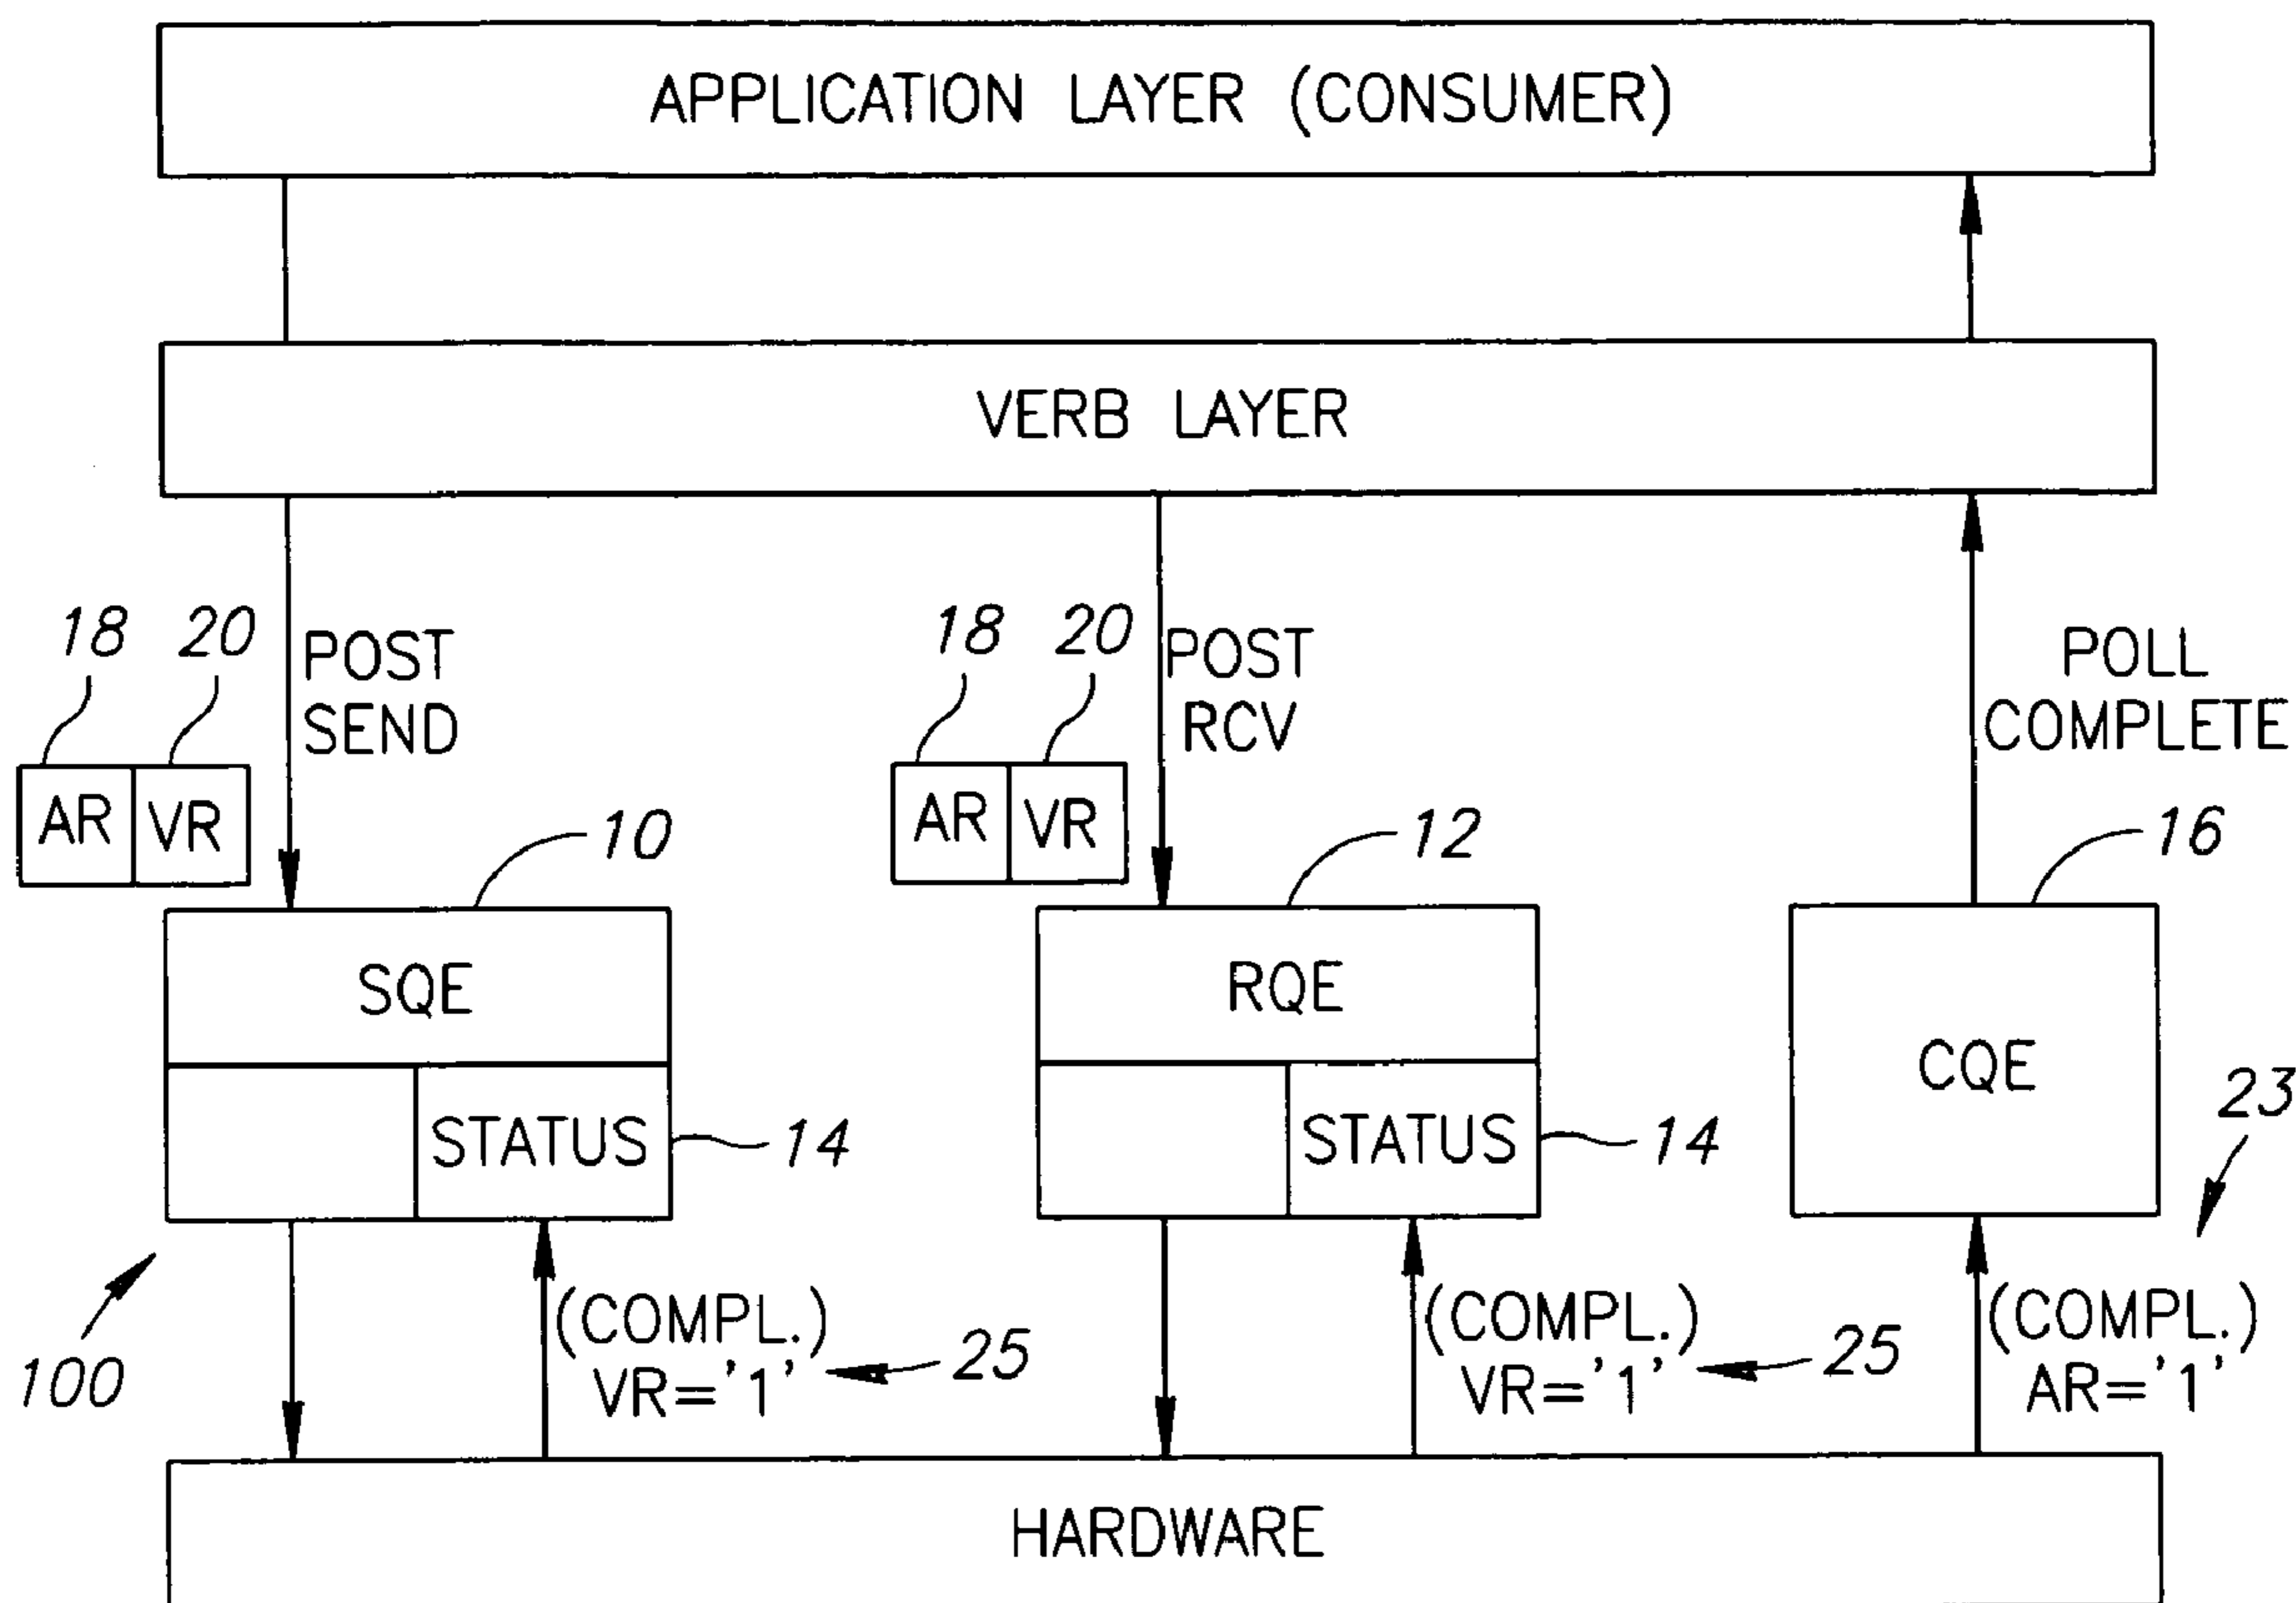 APPLICATION LAYER (CONSUMER)
VERB LAYER
18
20
POST
SEND
18
20
POST
RCV
POLL
COMPLETE
AR
VR
AR
VR
10
12
16
SQE
RQE
CQE
STATUS
14
STATUS
14
23
100
(COMPL.)
VR='1'
25
(COMPL.)
VR='1'
25
(COMPL.)
AR='1'
HARDWARE